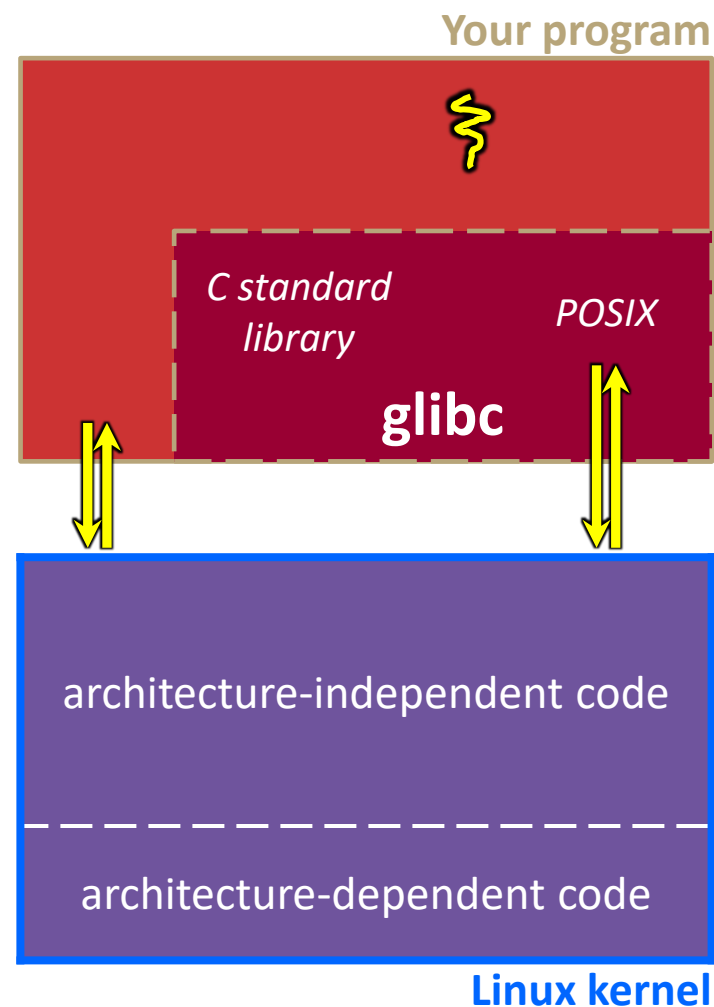 Your program
C standard
library
POSIX
glibc
architecture-independent code
architecture-dependent code
Linux kernel